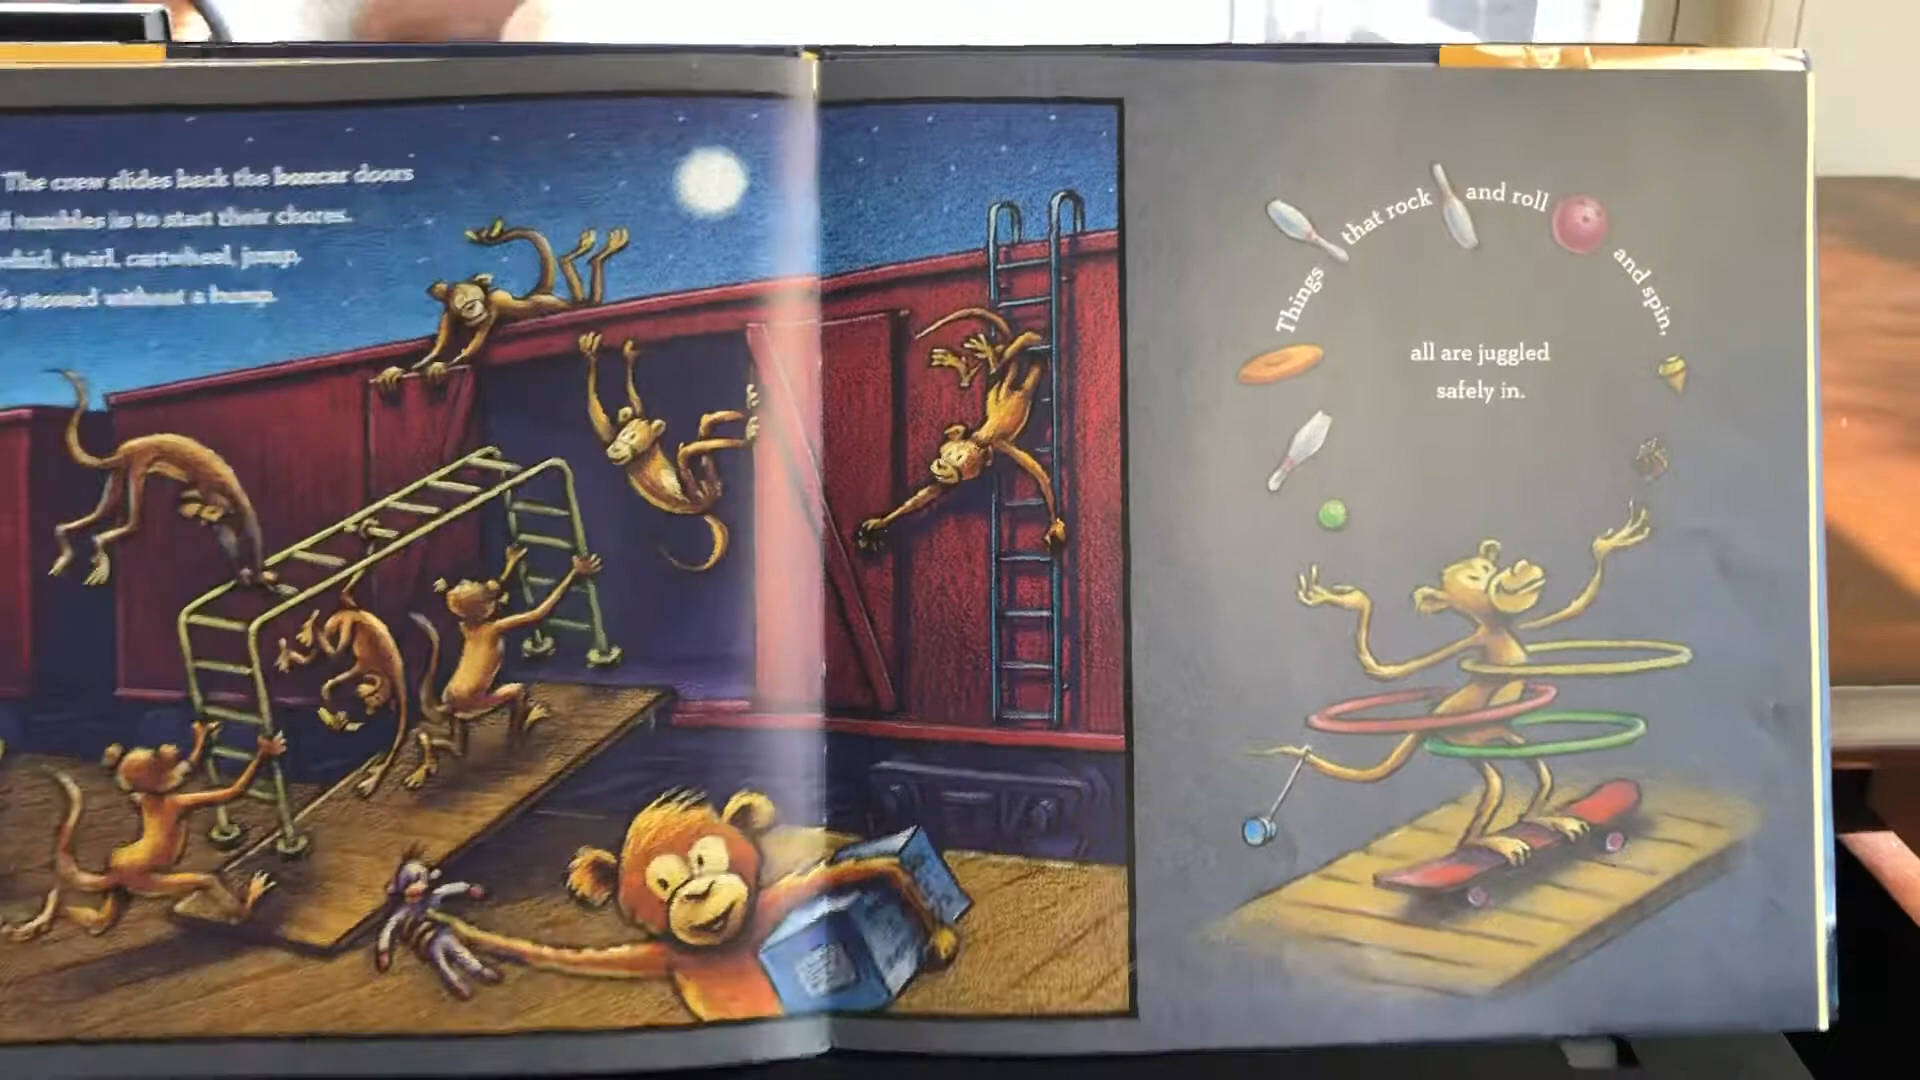 The crew slides back the boxcar doors
tumbles in to start their chores.
twirl, cartwheel, jump,
stored without a bump.
Things that rock and roll and spin,
all are juggled
safely in.